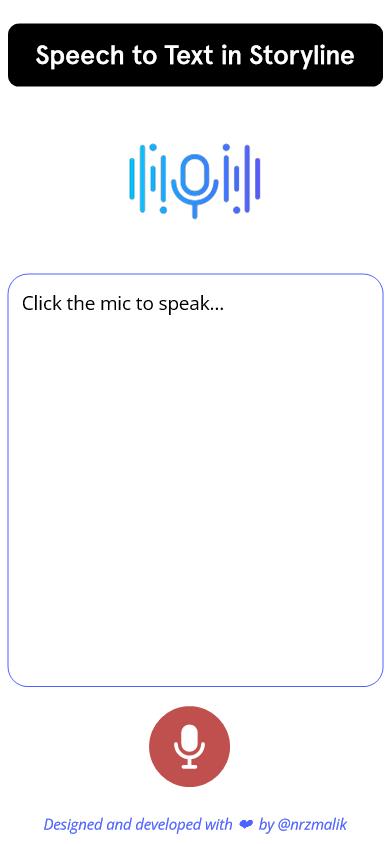 Speech to Text in Storyline
Click the mic to speak...
Designed and developed with ❤ by @nrzmalik